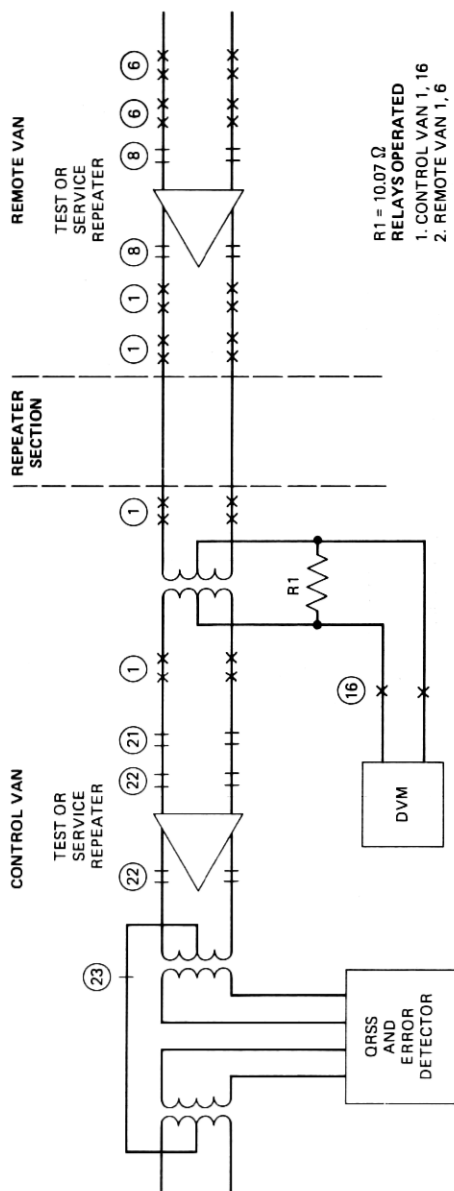 CONTROL VAN
REPEATER
SECTION
REMOTE VAN
TEST OR
SERVICE
REPEATER
TEST OR
SERVICE
REPEATER
23
22
22
21
1
1
1
1
8
8
6
6
R1
16
DVM
QRSS
AND
ERROR
DETECTOR
R1 = 10.07 Ω
RELAYS OPERATED
1. CONTROL VAN 1, 16
2. REMOTE VAN 1, 6